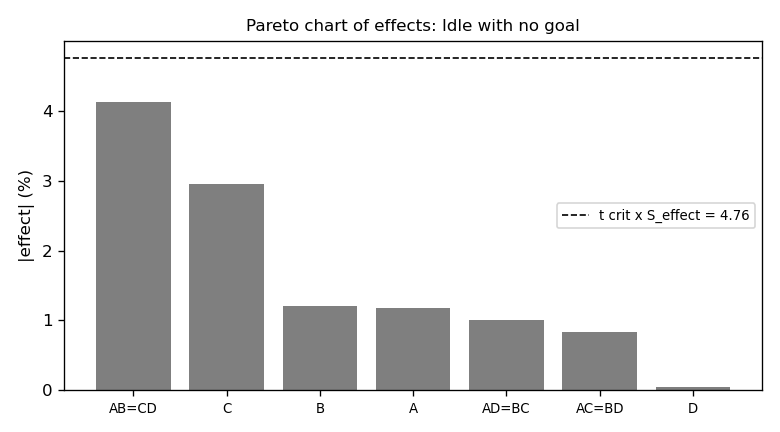 Pareto chart of effects: Idle with no goal
|effect| (%)
4
3
2
1
0
t crit x S_effect = 4.76
AB=CD C B A AD=BC AC=BD D